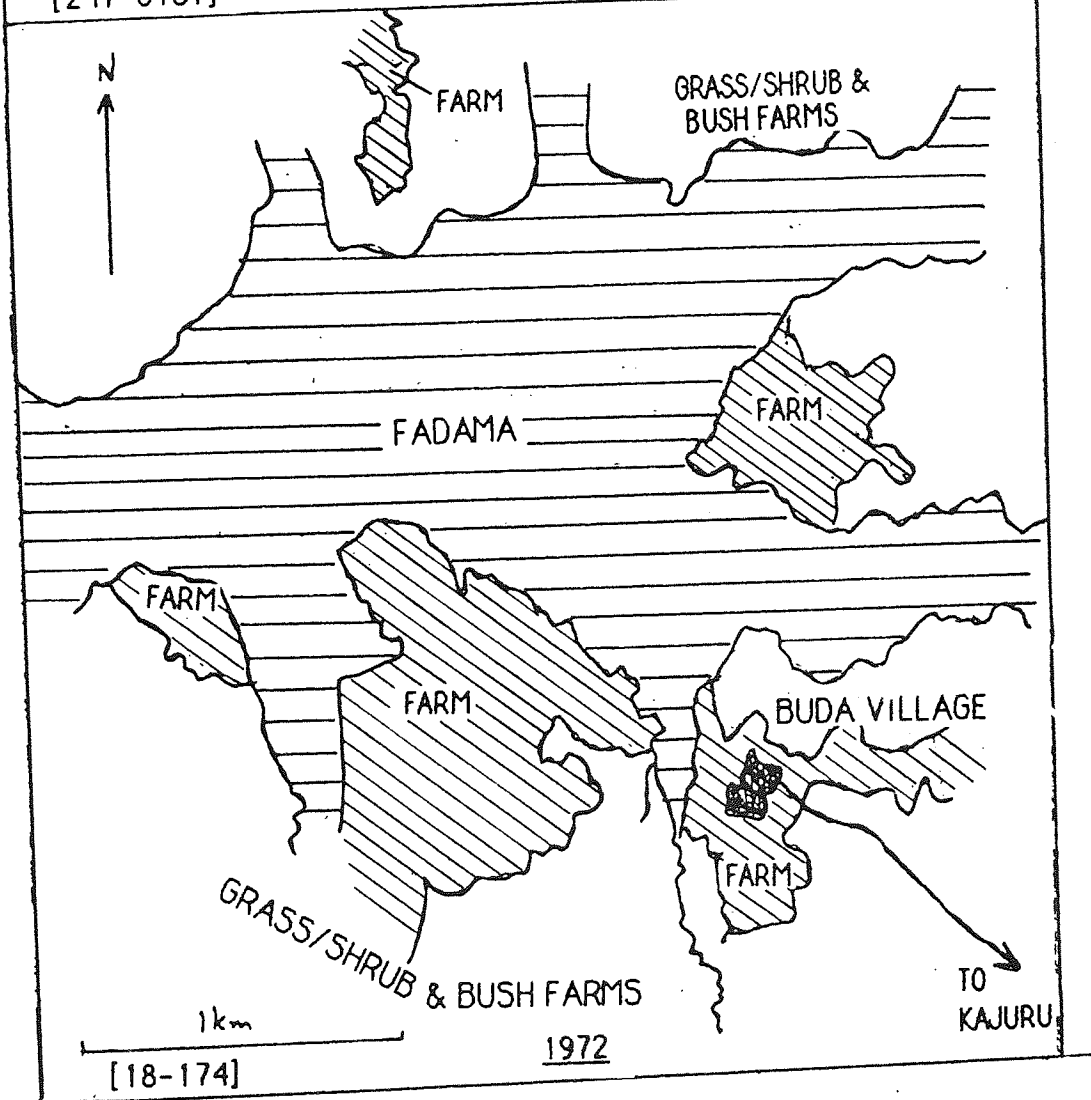 N
FARM
GRASS/SHRUB &
BUSH FARMS
FARM
FADAMA
FARM
FARM
BUDA VILLAGE
FARM
GRASS/SHRUB & BUSH FARMS
TO
KAJURU
1km
1972
[18-174]